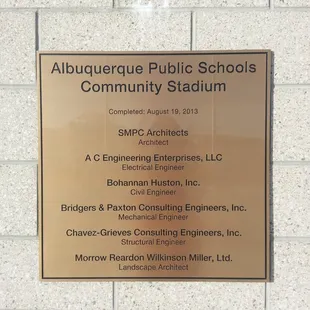 Albuquerque Public Schools
Community Stadium
Completed: August 19, 2013
SMPC Architects
Architect
A C Engineering Enterprises, LLC
Electrical Engineer
Bohannan Huston, Inc.
Civil Engineer
Bridgers & Paxton Consulting Engineers, Inc.
Mechanical Engineer
Chavez-Grieves Consulting Engineers, Inc.
Structural Engineer
Morrow Reardon Wilkinson Miller, Ltd.
Landscape Architect